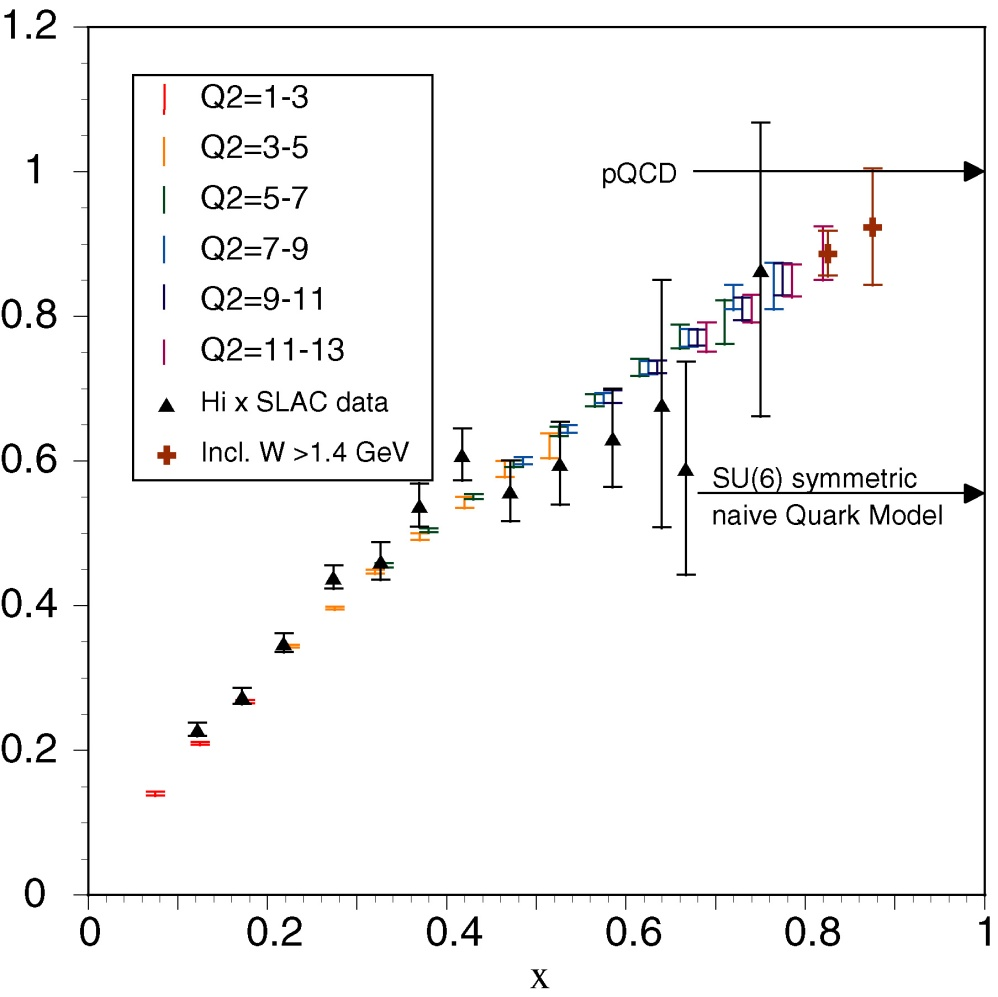 1.2
1
0.8
0.6
0.4
0.2
0
Q2=1-3
Q2=3-5
Q2=5-7
Q2=7-9
Q2=9-11
Q2=11-13
Hi x SLAC data
Incl. W >1.4 GeV
pQCD
SU(6) symmetric
naive Quark Model
0 0.2 0.4 0.6 0.8 1
x